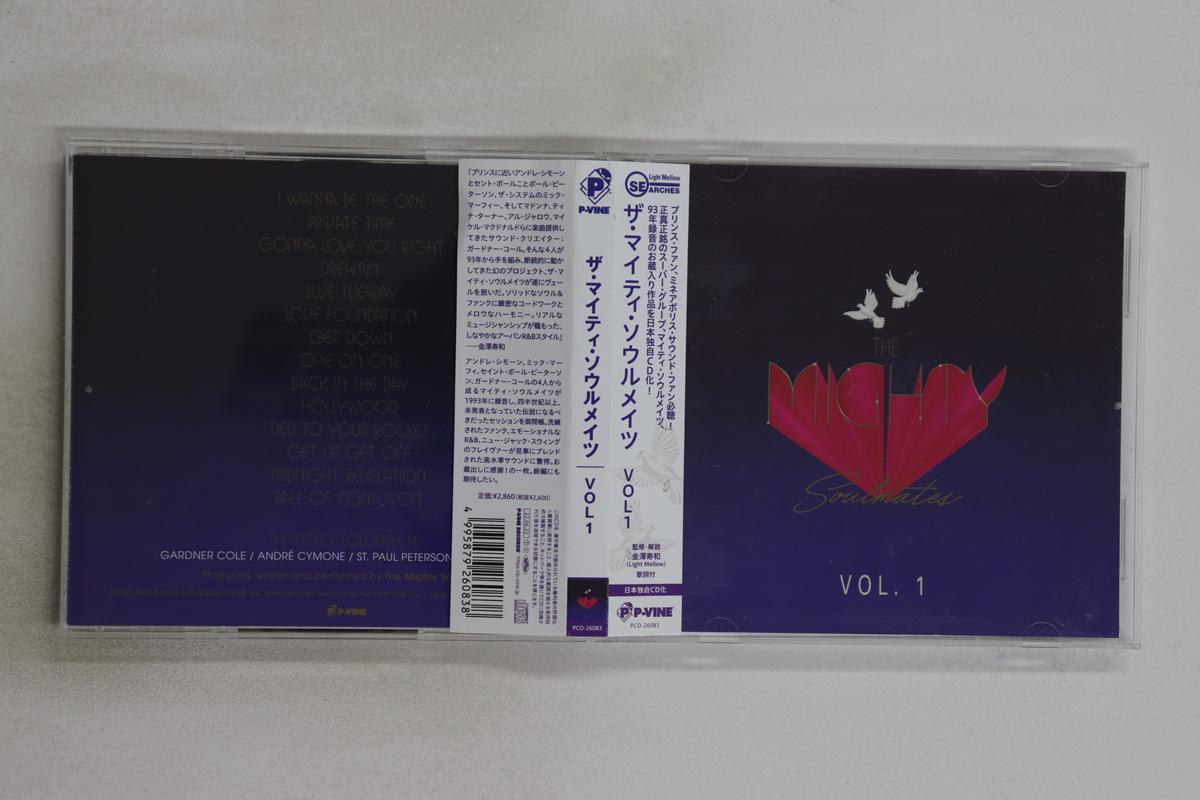 I WANNA BE THE ONE
PRIVATE TIME
GONNA LOVE YOU RIGHT
DREAMIN'
BLUE TUESDAY
LOVE FOUNDATION
GET DOWN
ONE ON ONE
BACK IN THE DAY
HOLLYWOOD
TIED TO YOUR ROCKET
GET UP GET OFF
MIDNIGHT REVELATION
BALL OF CONFUSION
THE MIGHTY SOULMATES ARE
GARDNER COLE / ANDRÉ CYMONE / ST. PAUL PETERSON
Produced, written and performed by The Mighty So
P-VINE
「プリンスに近いアンドレ・シモーン
とセント・ポールことポール・ピー
ターソン、ザ・システムのミック・
マーフィー、そしてマドンナ、ティ
ナ・ターナー、アル・ジャロウ、マイ
ケル・マクドナルドらに楽曲提供し
てきたサウンド・クリエイター:
ガードナー・コール。そんな4人が
93年から手を組み、断続的に動か
してきた幻のプロジェクト、ザ・マ
イティ・ソウルメイツが遂にヴェー
ルを脱いだ。ソリッドなソウル&
ファンクに緻密なコードワークと
メロウなハーモニー。リアルな
ミュージシャンシップが醸もった、
しなやかなアーバンR&Bスタイル」
──金澤寿和
アンドレ・シモーン、ミック・マー
フィ、セイント・ポール・ピーターソ
ン、ガードナー・コールの4人から
成るマイティ・ソウルメイツが
1993年に録音し、四半世紀以上、
未発表となっていた伝説になるべ
きだったセッションを御開帳。洗練
されたファンク、エモーショナルな
R&B、ニュー・ジャック・スウィング
のフレイヴァーが見事にブレンド
された高水準サウンドに驚愕。お
蔵出しに感謝!の一枚。続編にも
期待したい。
定価:¥2,860(税抜¥2,600)
4995879260838
P-VINE RECORDS
P-VINE
ザ・マイティ・ソウルメイツ
VOL 1
PCD-26083
Light Mellow
SEARCHES
プリンス・ファン、ミネアポリス・サウンド・ファン必聴!
正真正銘のスーパー・グループ、マイティ・ソウルメイツ、
93年録音のお蔵入り作品を日本独自CD化!
ザ・マイティ・ソウルメイツ VOL 1
監修・解説
金澤寿和
(Light Mellow)
歌詞付
日本独自CD化
P-VINE
PCD-26083
THE
MIGHTY
Soulmates
VOL. 1